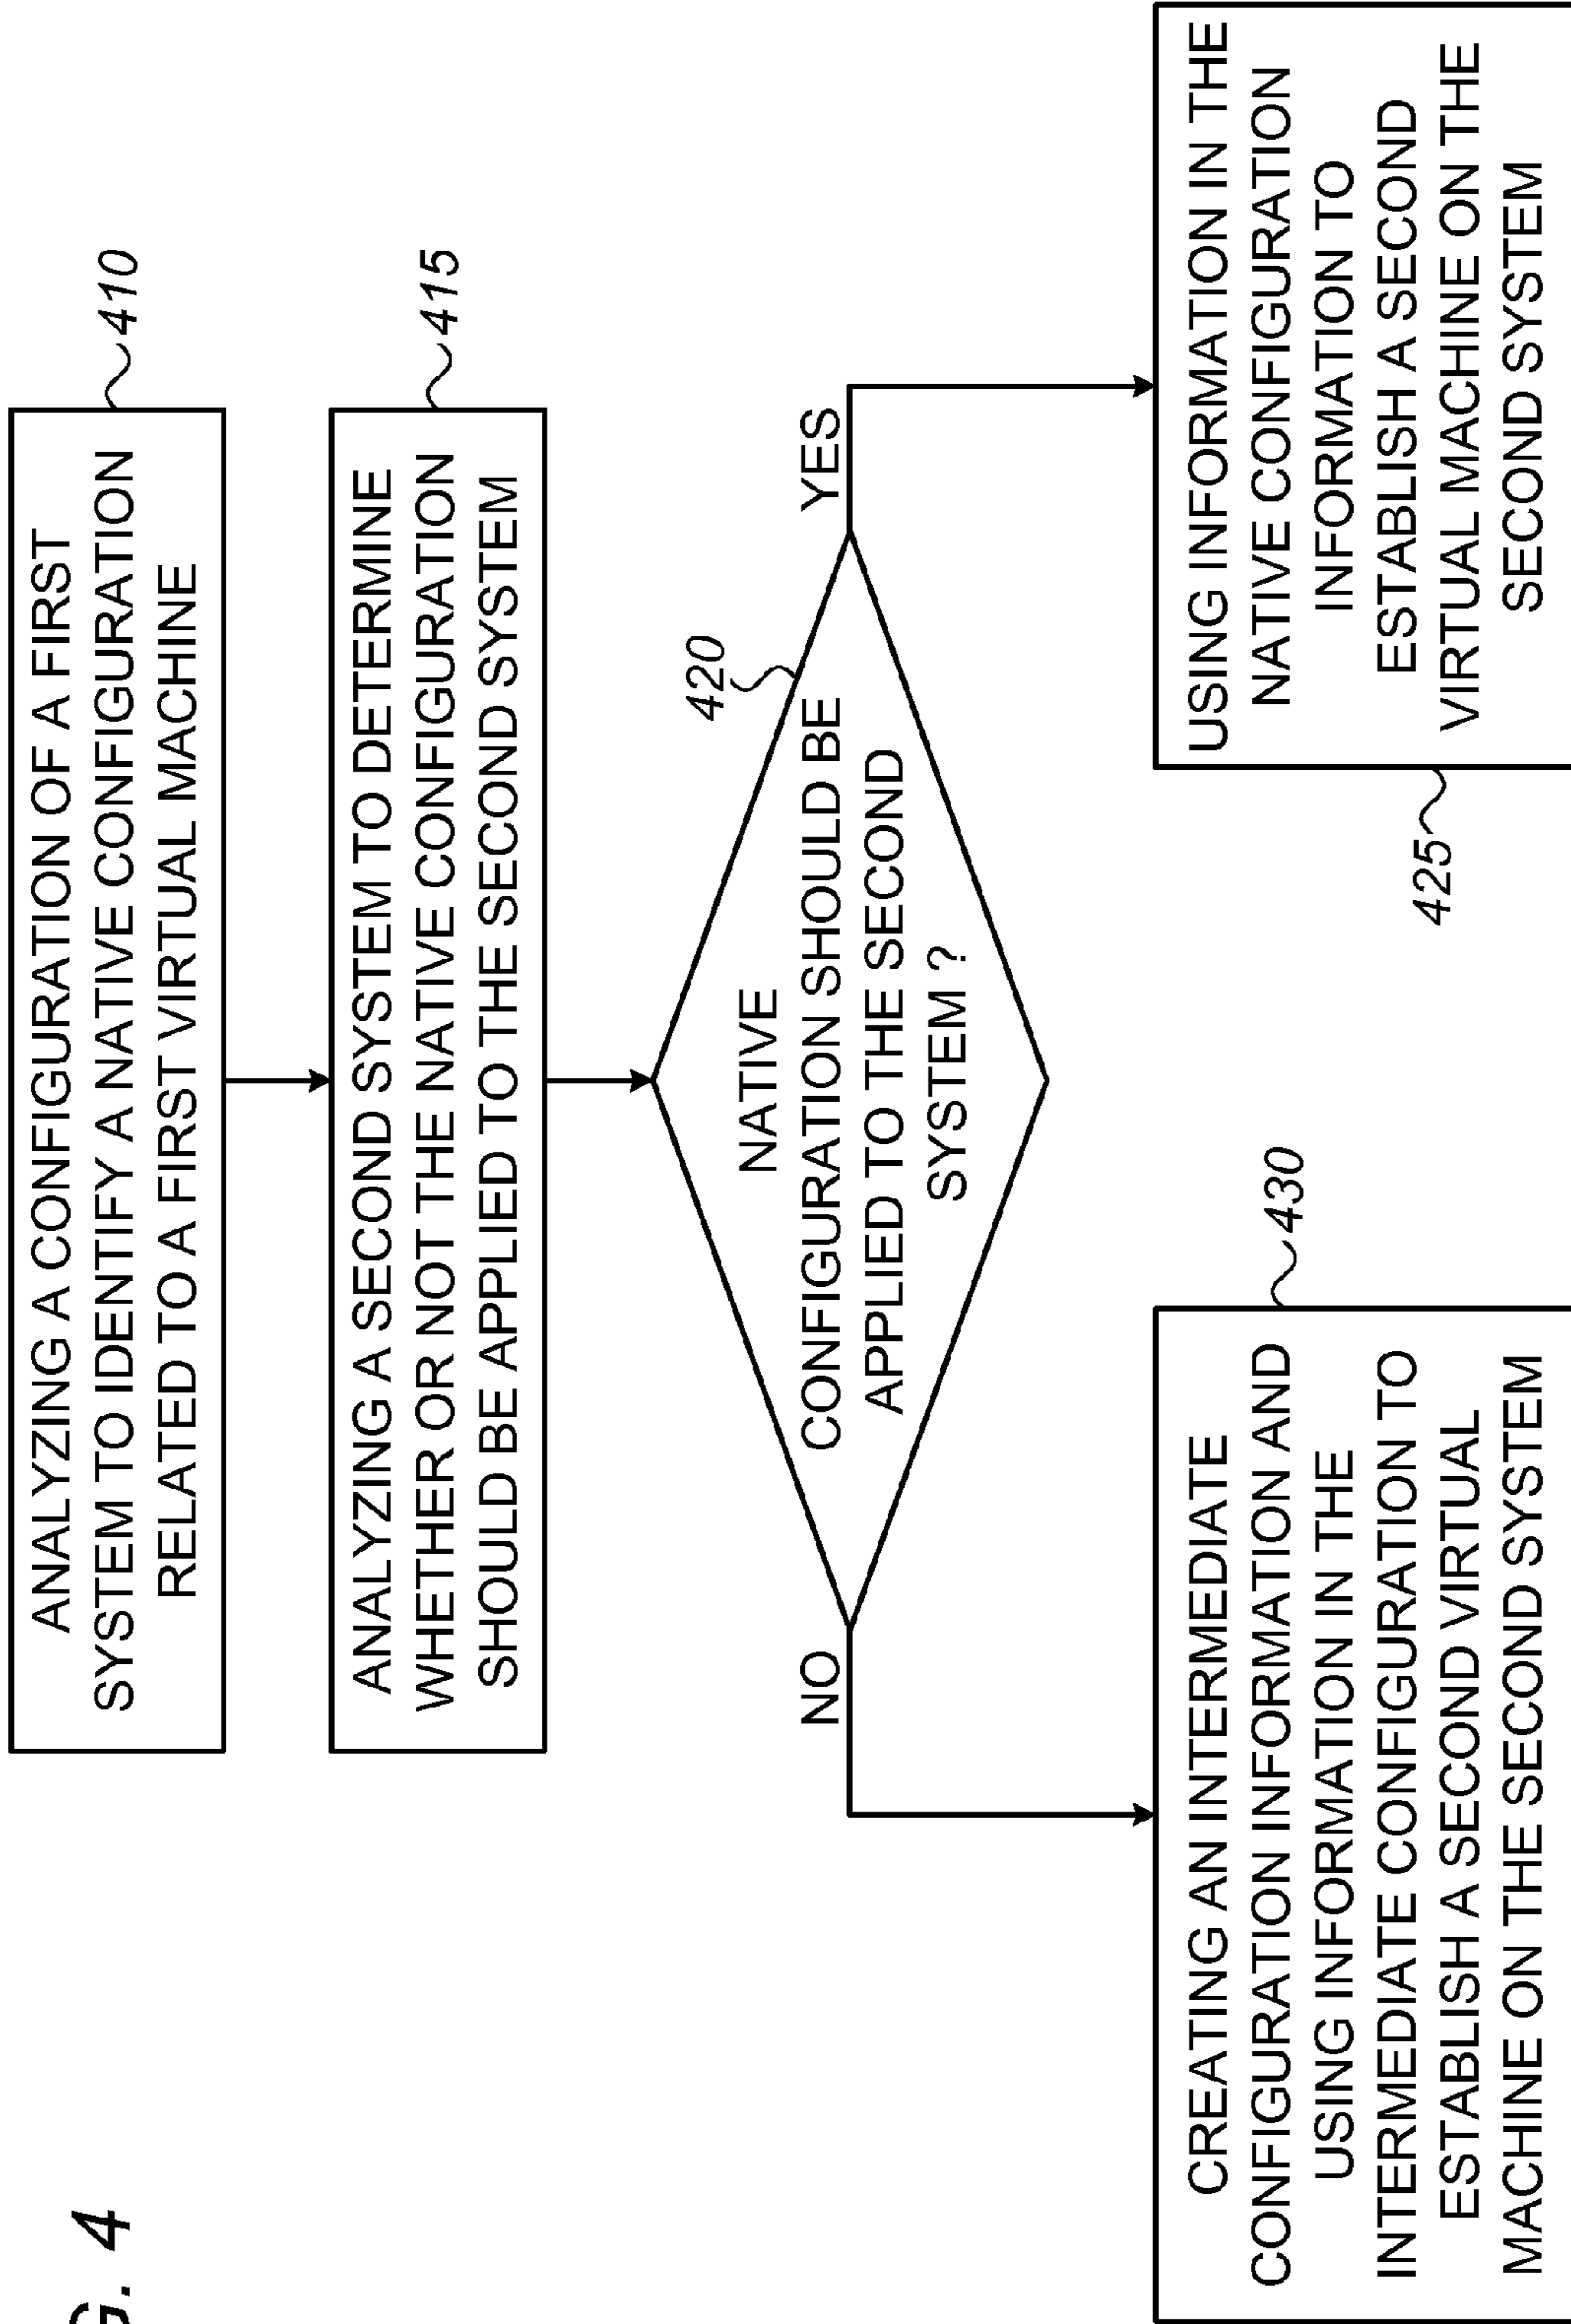 G. 4
ANALYZING A CONFIGURATION OF A FIRST
SYSTEM TO IDENTIFY A NATIVE CONFIGURATION
RELATED TO A FIRST VIRTUAL MACHINE
410
ANALYZING A SECOND SYSTEM TO DETERMINE
WHETHER OR NOT THE NATIVE CONFIGURATION
SHOULD BE APPLIED TO THE SECOND SYSTEM
415
420
NATIVE
CONFIGURATION SHOULD BE
APPLIED TO THE SECOND
SYSTEM ?
NO
YES
CREATING AN INTERMEDIATE
CONFIGURATION INFORMATION AND
USING INFORMATION IN THE
INTERMEDIATE CONFIGURATION TO
ESTABLISH A SECOND VIRTUAL
MACHINE ON THE SECOND SYSTEM
430
USING INFORMATION IN THE
NATIVE CONFIGURATION
INFORMATION TO
ESTABLISH A SECOND
VIRTUAL MACHINE ON THE
SECOND SYSTEM
425